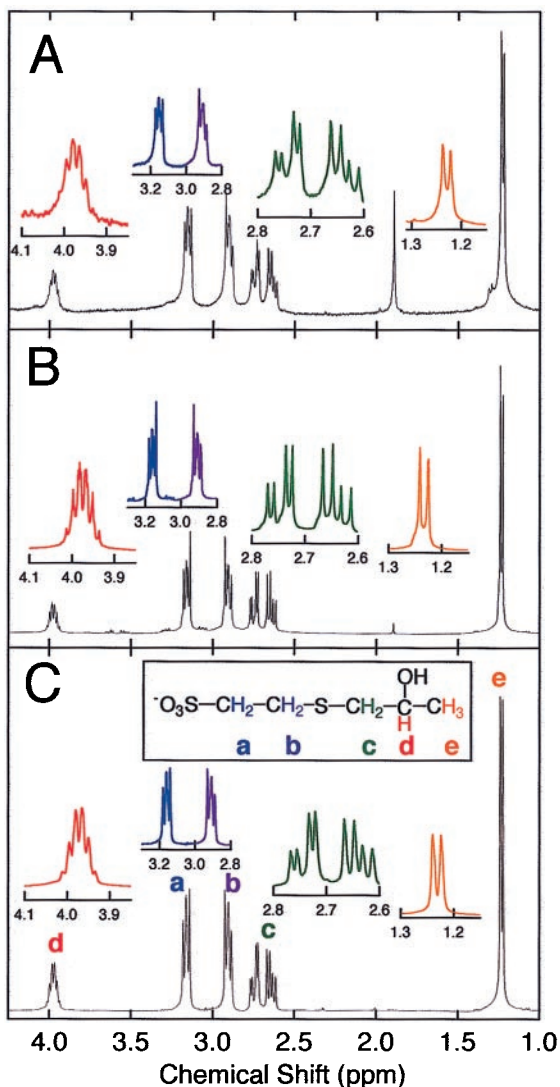 A
4.1 4.0 3.9
3.2 3.0 2.8
2.8 2.7 2.6
1.3 1.2
B
4.1 4.0 3.9
3.2 3.0 2.8
2.8 2.7 2.6
1.3 1.2
C
OH
⁻O₃S–CH₂–CH₂–S–CH₂–C–CH₃
H
a b c d e
e
4.1 4.0 3.9
3.2 3.0 2.8
2.8 2.7 2.6
1.3 1.2
d
a
b
c
4.0 3.5 3.0 2.5 2.0 1.5 1.0
Chemical Shift (ppm)